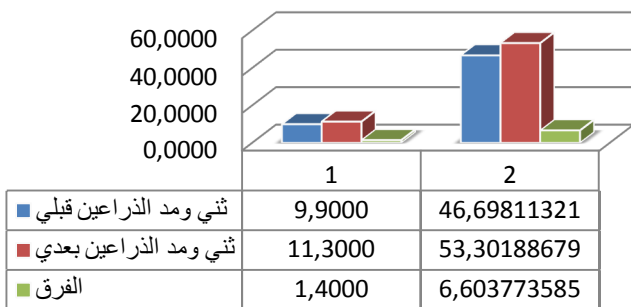 60,0000
40,0000
20,0000
0,0000
1 2
ثني ومد الذراعين قبلي 9,9000 46,69811321
ثني ومد الذراعين بعدي 11,3000 53,30188679
الفرق 1,4000 6,603773585